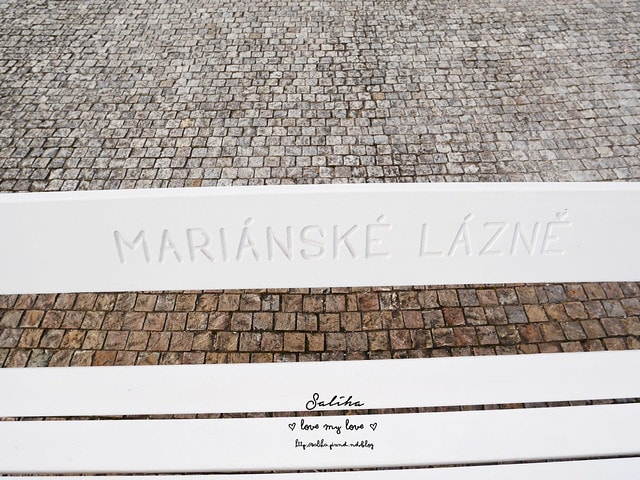 MARIÁNSKÉ LÁZNĚ
Saliha
♡ love my love ♡